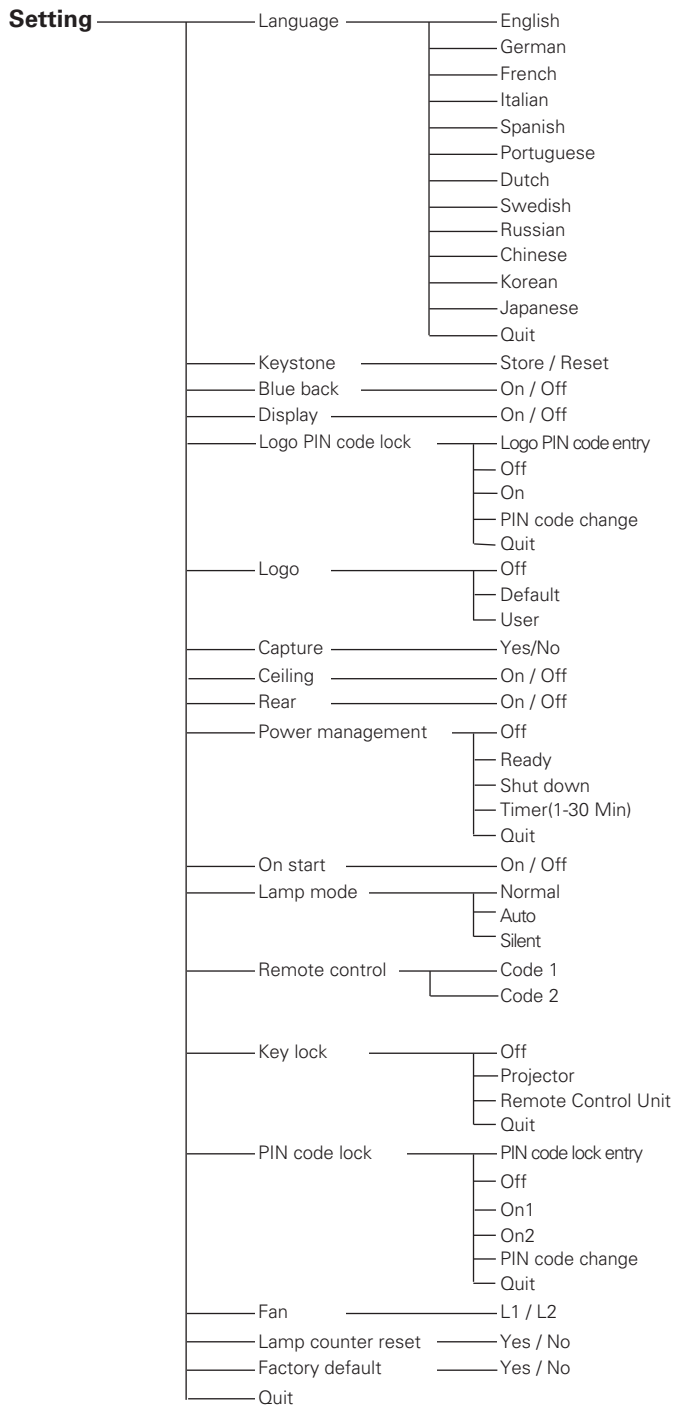 Setting Language English
German
French
Italian
Spanish
Portuguese
Dutch
Swedish
Russian
Chinese
Korean
Japanese
Quit
Keystone Store / Reset
Blue back On / Off
Display On / Off
Logo PIN code lock Logo PIN code entry
Off
On
PIN code change
Quit
Logo Off
Default
User
Capture Yes/No
Ceiling On / Off
Rear On / Off
Power management Off
Ready
Shut down
Timer(1-30 Min)
Quit
On start On / Off
Lamp mode Normal
Auto
Silent
Remote control Code 1
Code 2
Key lock Off
Projector
Remote Control Unit
Quit
PIN code lock PIN code lock entry
Off
On1
On2
PIN code change
Quit
Fan L1 / L2
Lamp counter reset Yes / No
Factory default Yes / No
Quit